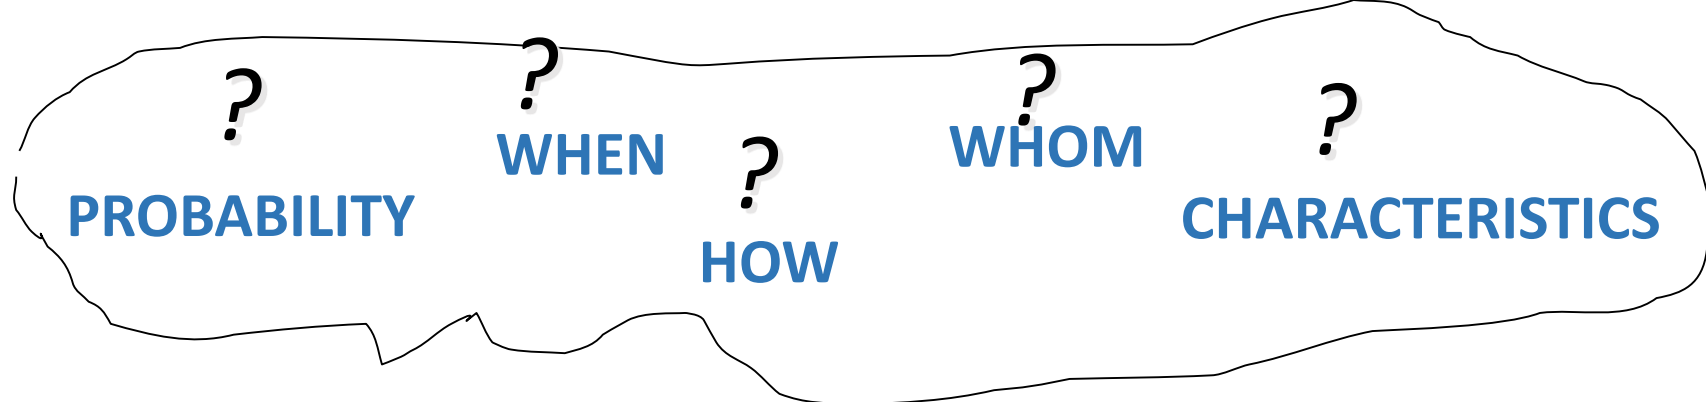 ?
PROBABILITY
?
WHEN
?
HOW
?
WHOM
?
CHARACTERISTICS